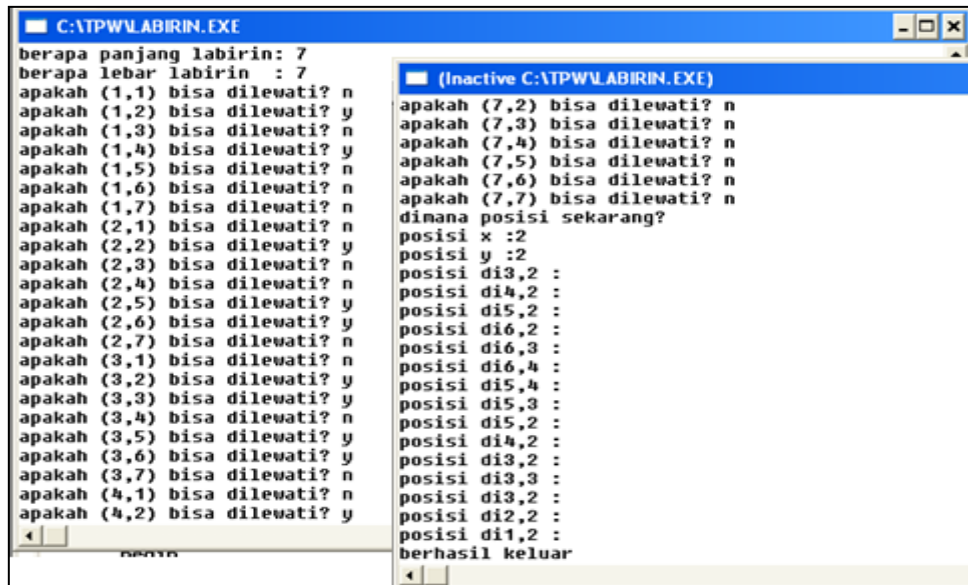 C:\TPW\LABIRIN.EXE
berapa panjang labirin: 7
berapa lebar labirin  : 7
apakah (1,1) bisa dilewati? n
apakah (1,2) bisa dilewati? y
apakah (1,3) bisa dilewati? n
apakah (1,4) bisa dilewati? y
apakah (1,5) bisa dilewati? n
apakah (1,6) bisa dilewati? n
apakah (1,7) bisa dilewati? n
apakah (2,1) bisa dilewati? n
apakah (2,2) bisa dilewati? y
apakah (2,3) bisa dilewati? n
apakah (2,4) bisa dilewati? n
apakah (2,5) bisa dilewati? y
apakah (2,6) bisa dilewati? y
apakah (2,7) bisa dilewati? n
apakah (3,1) bisa dilewati? n
apakah (3,2) bisa dilewati? y
apakah (3,3) bisa dilewati? y
apakah (3,4) bisa dilewati? n
apakah (3,5) bisa dilewati? y
apakah (3,6) bisa dilewati? y
apakah (3,7) bisa dilewati? n
apakah (4,1) bisa dilewati? n
apakah (4,2) bisa dilewati? y
(Inactive C:\TPW\LABIRIN.EXE)
apakah (7,2) bisa dilewati? n
apakah (7,3) bisa dilewati? n
apakah (7,4) bisa dilewati? n
apakah (7,5) bisa dilewati? n
apakah (7,6) bisa dilewati? n
apakah (7,7) bisa dilewati? n
dimana posisi sekarang?
posisi x :2
posisi y :2
posisi di3,2 :
posisi di4,2 :
posisi di5,2 :
posisi di6,2 :
posisi di6,3 :
posisi di6,4 :
posisi di5,4 :
posisi di5,3 :
posisi di5,2 :
posisi di4,2 :
posisi di3,2 :
posisi di3,3 :
posisi di3,2 :
posisi di2,2 :
posisi di1,2 :
berhasil keluar